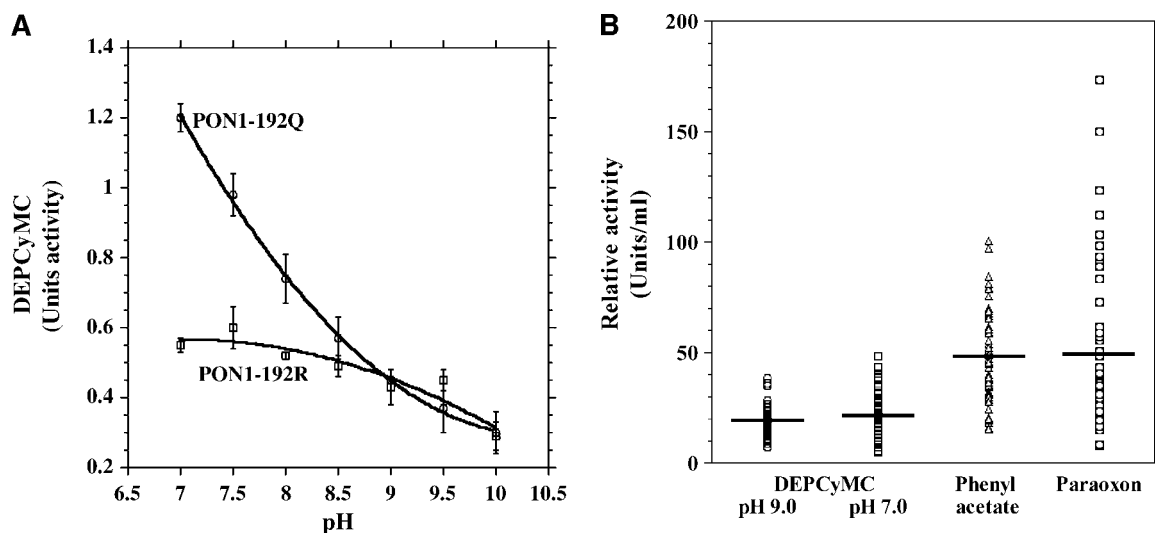 A
DEPCyMC
(Units activity)
1.4
1.2
1
0.8
0.6
0.4
0.2
PON1-192Q
PON1-192R
6.5 7 7.5 8 8.5 9 9.5 10 10.5
pH
B
Relative activity
(Units/ml)
200
150
100
50
0
DEPCyMC
pH 9.0 pH 7.0
Phenyl
acetate
Paraoxon